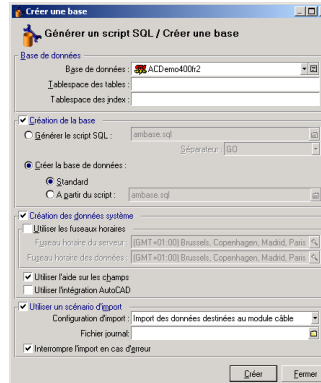 Créer une base
Générer un script SQL / Créer une base
Base de données
Base de données : ACDemo400fr2
Tablespace des tables :
Tablespace des index :
Création de la base
Générer le script SQL : ambase.sql
Séparateur : GO
Créer la base de données :
Standard
A partir du script : ambase.sql
Création des données système
Utiliser les fuseaux horaires
Fuseau horaire du serveur : (GMT+01:00) Brussels, Copenhagen, Madrid, Paris
Fuseau horaire des données : (GMT+01:00) Brussels, Copenhagen, Madrid, Paris
Utiliser l'aide sur les champs
Utiliser l'intégration AutoCAD
Utiliser un scénario d'import
Configuration d'import : Import des données destinées au module câble
Fichier journal:
Interrompre l'import en cas d'erreur
Créer Fermer